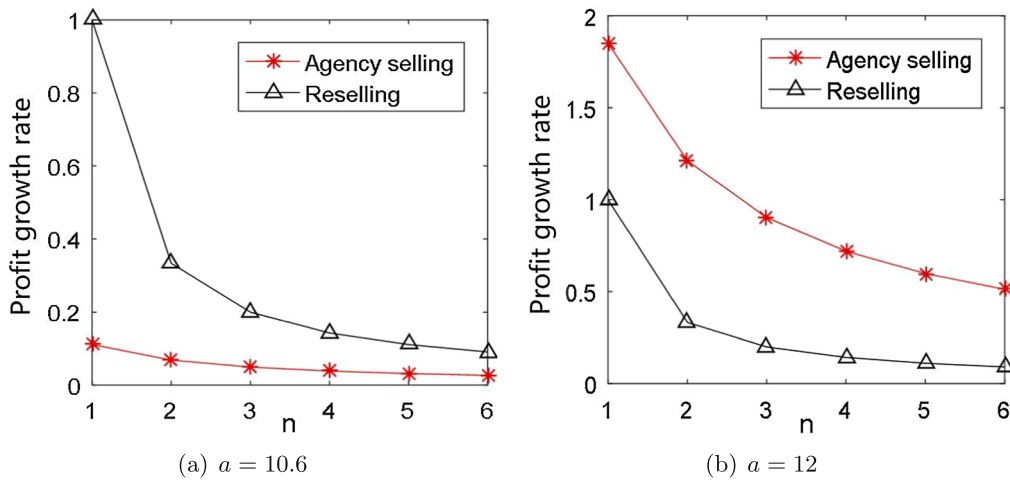 Profit growth rate
1
0.8
0.6
0.4
0.2
0
1 2 3 4 5 6
n
Agency selling
Reselling
(a) a = 10.6
Profit growth rate
2
1.5
1
0.5
0
1 2 3 4 5 6
n
Agency selling
Reselling
(b) a = 12